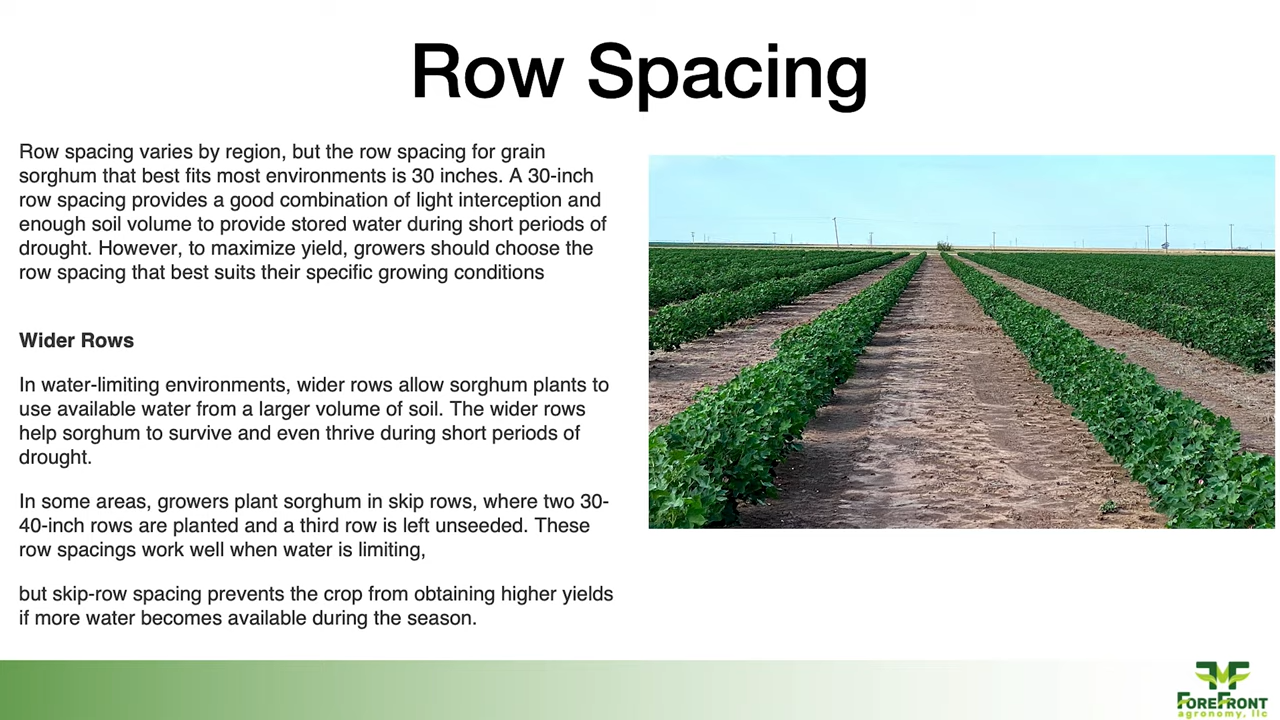 Row Spacing
Row spacing varies by region, but the row spacing for grain
sorghum that best fits most environments is 30 inches. A 30-inch
row spacing provides a good combination of light interception and
enough soil volume to provide stored water during short periods of
drought. However, to maximize yield, growers should choose the
row spacing that best suits their specific growing conditions
Wider Rows
In water-limiting environments, wider rows allow sorghum plants to
use available water from a larger volume of soil. The wider rows
help sorghum to survive and even thrive during short periods of
drought.
In some areas, growers plant sorghum in skip rows, where two 30-
40-inch rows are planted and a third row is left unseeded. These
row spacings work well when water is limiting,
but skip-row spacing prevents the crop from obtaining higher yields
if more water becomes available during the season.
FOREFRONT
agronomy, llc